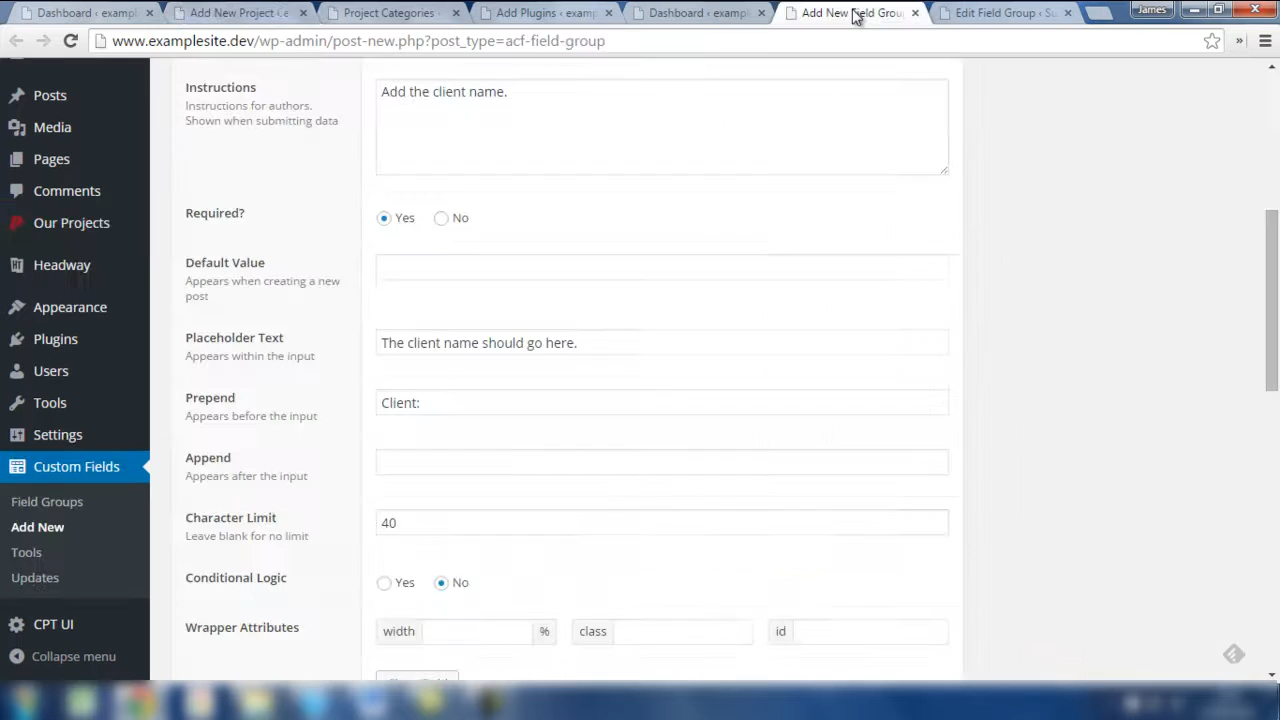 Dashboard ‹ exampl
Add New Project Ca
Project Categories
Add Plugins ‹ examp
Dashboard ‹ exampl
Add New Field Grou
Edit Field Group ‹ Su
James
www.examplesite.dev/wp-admin/post-new.php?post_type=acf-field-group
Posts
Media
Pages
Comments
Our Projects
Headway
Appearance
Plugins
Users
Tools
Settings
Custom Fields
Field Groups
Add New
Tools
Updates
CPT UI
Collapse menu
Instructions
Instructions for authors.
Shown when submitting data
Add the client name.
Required?
Yes No
Default Value
Appears when creating a new
post
Placeholder Text
Appears within the input
The client name should go here.
Prepend
Appears before the input
Client:
Append
Appears after the input
Character Limit
Leave blank for no limit
40
Conditional Logic
Yes No
Wrapper Attributes
width % class id